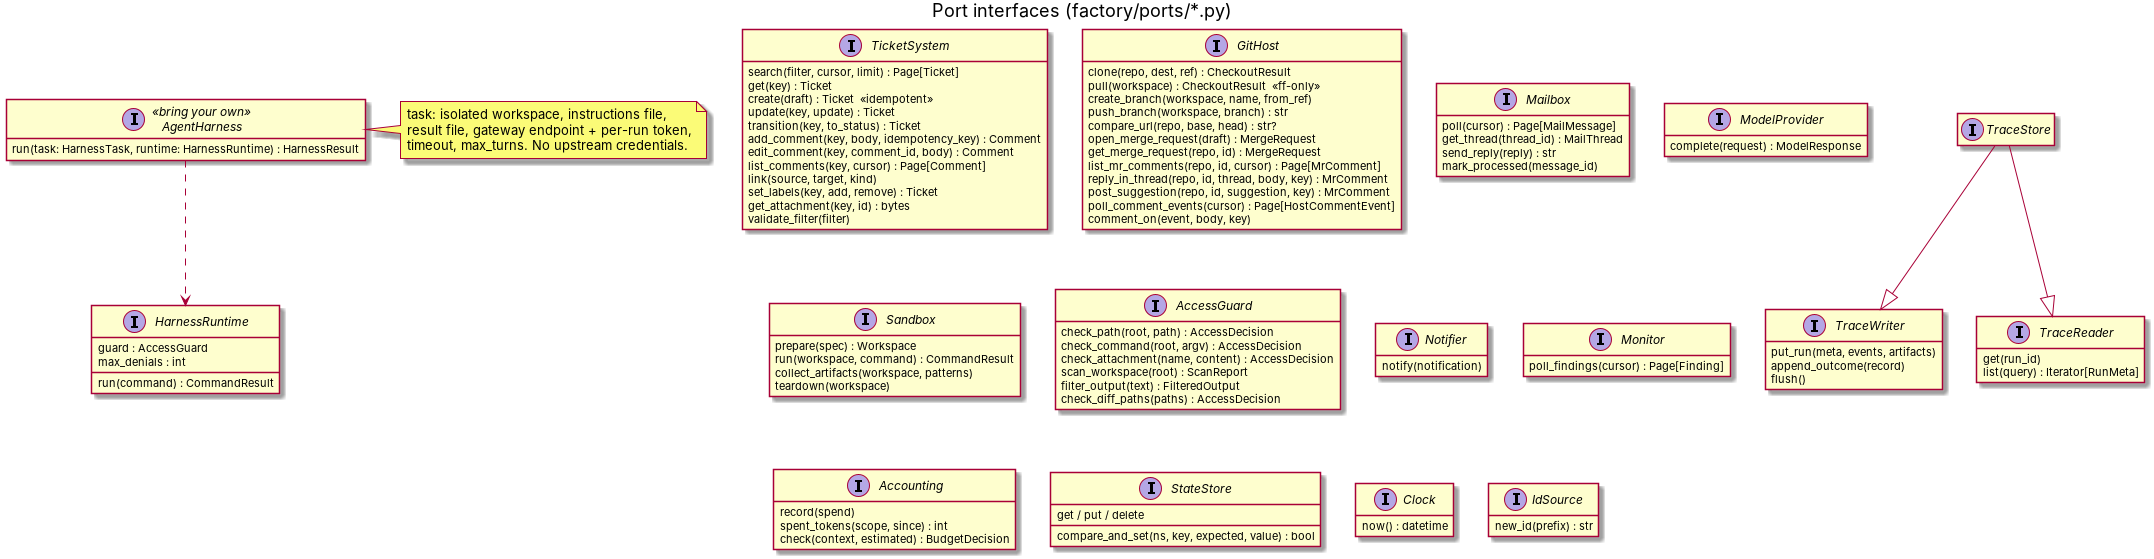 Port interfaces (factory/ports/*.py)
«bring your own»
AgentHarness
run(task: HarnessTask, runtime: HarnessRuntime) : HarnessResult
task: isolated workspace, instructions file,
result file, gateway endpoint + per-run token,
timeout, max_turns. No upstream credentials.
TicketSystem
search(filter, cursor, limit) : Page[Ticket]
get(key) : Ticket
create(draft) : Ticket «idempotent»
update(key, update) : Ticket
transition(key, to_status) : Ticket
add_comment(key, body, idempotency_key) : Comment
edit_comment(key, comment_id, body) : Comment
list_comments(key, cursor) : Page[Comment]
link(source, target, kind)
set_labels(key, add, remove) : Ticket
get_attachment(key, id) : bytes
validate_filter(filter)
GitHost
clone(repo, dest, ref) : CheckoutResult
pull(workspace) : CheckoutResult «ff-only»
create_branch(workspace, name, from_ref)
push_branch(workspace, branch) : str
compare_url(repo, base, head) : str?
open_merge_request(draft) : MergeRequest
get_merge_request(repo, id) : MergeRequest
list_mr_comments(repo, id, cursor) : Page[MrComment]
reply_in_thread(repo, id, thread, body, key) : MrComment
post_suggestion(repo, id, suggestion, key) : MrComment
poll_comment_events(cursor) : Page[HostCommentEvent]
comment_on(event, body, key)
Mailbox
poll(cursor) : Page[MailMessage]
get_thread(thread_id) : MailThread
send_reply(reply) : str
mark_processed(message_id)
ModelProvider
complete(request) : ModelResponse
TraceStore
HarnessRuntime
guard : AccessGuard
max_denials : int
run(command) : CommandResult
Sandbox
prepare(spec) : Workspace
run(workspace, command) : CommandResult
collect_artifacts(workspace, patterns)
teardown(workspace)
AccessGuard
check_path(root, path) : AccessDecision
check_command(root, argv) : AccessDecision
check_attachment(name, content) : AccessDecision
scan_workspace(root) : ScanReport
filter_output(text) : FilteredOutput
check_diff_paths(paths) : AccessDecision
Notifier
notify(notification)
Monitor
poll_findings(cursor) : Page[Finding]
TraceWriter
put_run(meta, events, artifacts)
append_outcome(record)
flush()
TraceReader
get(run_id)
list(query) : Iterator[RunMeta]
Accounting
record(spend)
spent_tokens(scope, since) : int
check(context, estimated) : BudgetDecision
StateStore
get / put / delete
compare_and_set(ns, key, expected, value) : bool
Clock
now() : datetime
IdSource
new_id(prefix) : str